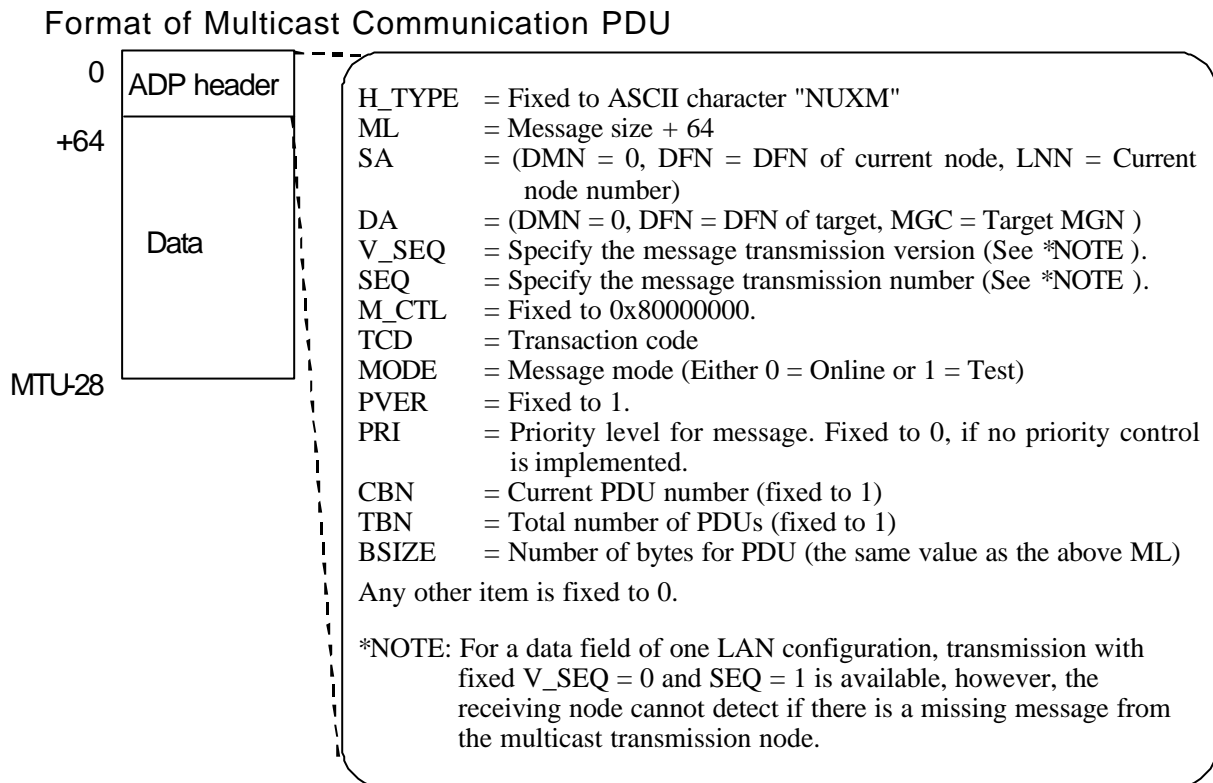 Format of Multicast Communication PDU
0
ADP header
+64
Data
MTU-28
H_TYPE = Fixed to ASCII character "NUXM"
ML = Message size + 64
SA = (DMN = 0, DFN = DFN of current node, LNN = Current
node number)
DA = (DMN = 0, DFN = DFN of target, MGC = Target MGN )
V_SEQ = Specify the message transmission version (See *NOTE ).
SEQ = Specify the message transmission number (See *NOTE ).
M_CTL = Fixed to 0x80000000.
TCD = Transaction code
MODE = Message mode (Either 0 = Online or 1 = Test)
PVER = Fixed to 1.
PRI = Priority level for message. Fixed to 0, if no priority control
is implemented.
CBN = Current PDU number (fixed to 1)
TBN = Total number of PDUs (fixed to 1)
BSIZE = Number of bytes for PDU (the same value as the above ML)
Any other item is fixed to 0.
*NOTE: For a data field of one LAN configuration, transmission with
fixed V_SEQ = 0 and SEQ = 1 is available, however, the
receiving node cannot detect if there is a missing message from
the multicast transmission node.